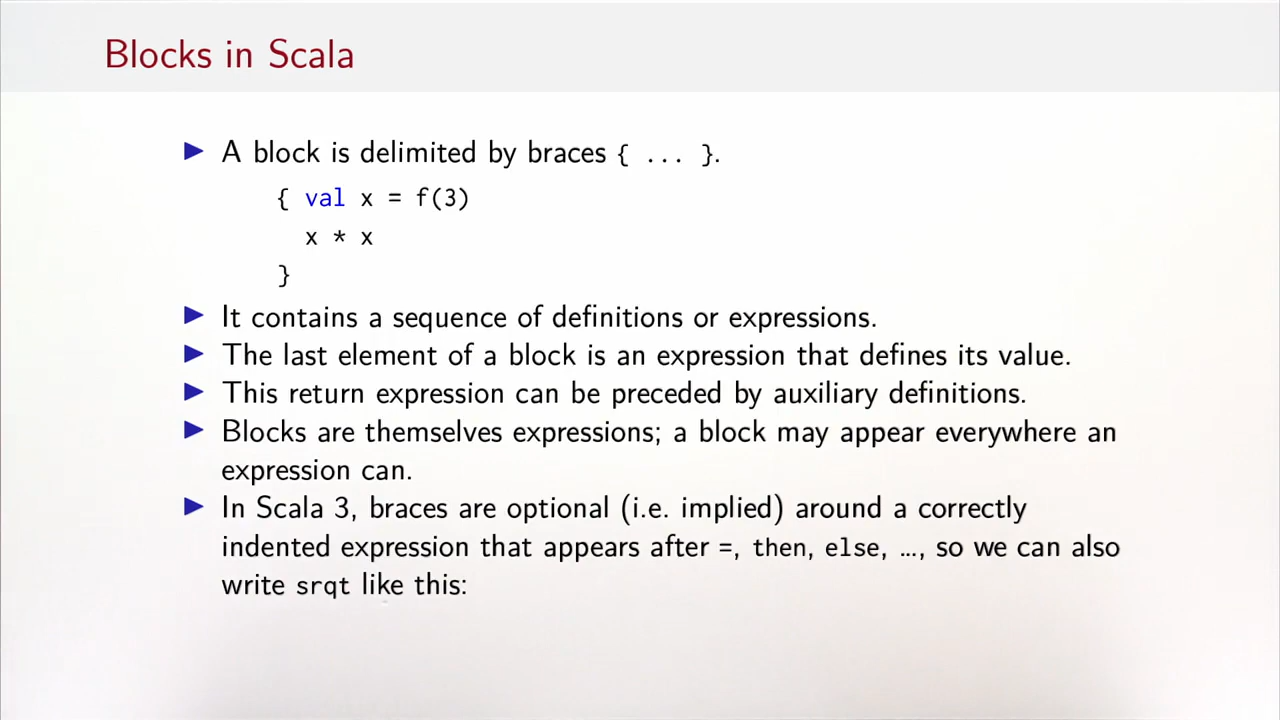 Blocks in Scala
▶ A block is delimited by braces { ... }.
{ val x = f(3)
x * x
}
▶ It contains a sequence of definitions or expressions.
▶ The last element of a block is an expression that defines its value.
▶ This return expression can be preceded by auxiliary definitions.
▶ Blocks are themselves expressions; a block may appear everywhere an
expression can.
▶ In Scala 3, braces are optional (i.e. implied) around a correctly
indented expression that appears after =, then, else, ..., so we can also
write srqt like this: